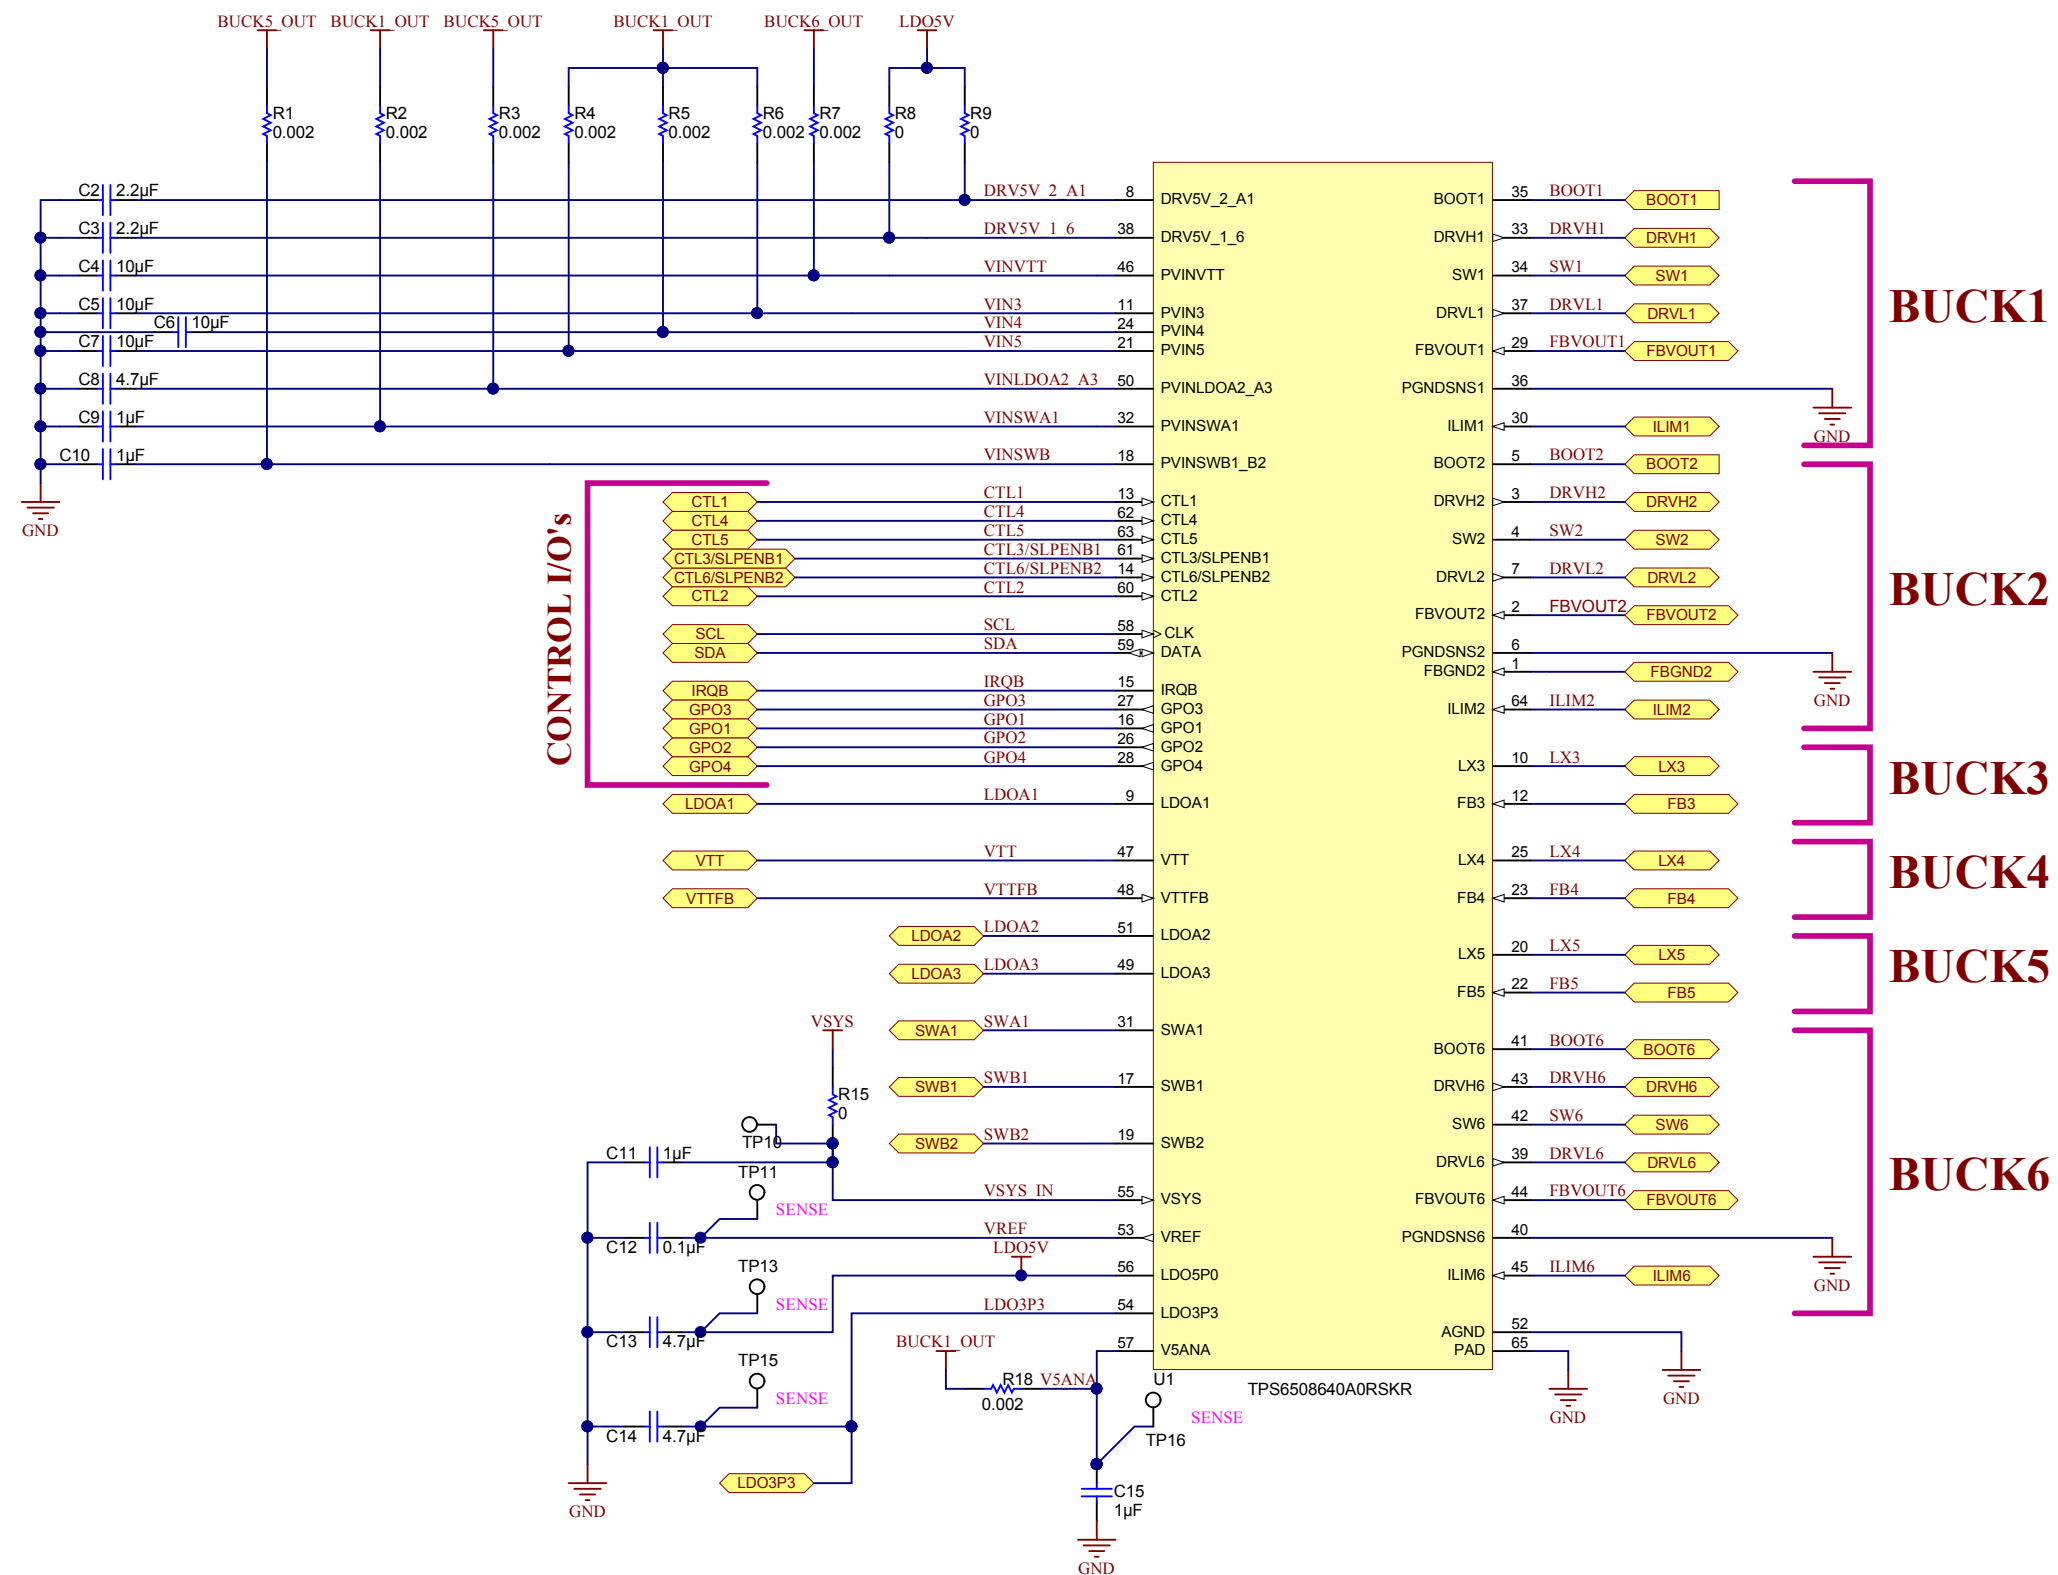 BUCK5_OUT BUCK1_OUT BUCK5_OUT BUCK1_OUT BUCK6_OUT LDO5V
R1 R2 R3 R4 R5 R6 R7 R8 R9
0.002 0.002 0.002 0.002 0.002 0.002 0.002 0 0
C2 2.2µF DRV5V_2_A1 8 DRV5V_2_A1 BOOT1 35 BOOT1 BOOT1
C3 2.2µF DRV5V_1_6 38 DRV5V_1_6 DRVH1 33 DRVH1 DRVH1
C4 10µF VINVTT 46 PVINVTT SW1 34 SW1 SW1
C5 10µF VIN3 11 PVIN3 DRVL1 37 DRVL1 DRVL1
BUCK1
C6 10µF VIN4 24 PVIN4
C7 10µF VIN5 21 PVIN5 FBVOUT1 29 FBVOUT1 FBVOUT1
C8 4.7µF VINLDOA2_A3 50 PVINLDOA2_A3 PGNDSNS1 36
C9 1µF VINSWA1 32 PVINSWA1 ILIM1 30 ILIM1
GND
C10 1µF VINSWB 18 PVINSWB1_B2 BOOT2 5 BOOT2 BOOT2
GND
CONTROL I/O's
CTL1 CTL1 13 CTL1 DRVH2 3 DRVH2 DRVH2
CTL4 CTL4 62 CTL4
CTL5 CTL5 63 CTL5 SW2 4 SW2 SW2
CTL3/SLPENB1 CTL3/SLPENB1 61 CTL3/SLPENB1
CTL6/SLPENB2 CTL6/SLPENB2 14 CTL6/SLPENB2 DRVL2 7 DRVL2 DRVL2
BUCK2
CTL2 CTL2 60 CTL2
FBVOUT2 2 FBVOUT2 FBVOUT2
SCL SCL 58 CLK
SDA SDA 59 DATA PGNDSNS2 6
FBGND2 1 FBGND2
IRQB IRQB 15 IRQB
GND
GPO3 GPO3 27 GPO3 ILIM2 64 ILIM2 ILIM2
GPO1 GPO1 16 GPO1
GPO2 GPO2 26 GPO2
GPO4 GPO4 28 GPO4 LX3 10 LX3 LX3
BUCK3
LDOA1 LDOA1 9 LDOA1 FB3 12 FB3
VTT VTT 47 VTT LX4 25 LX4 LX4
BUCK4
VTTFB VTTFB 48 VTTFB FB4 23 FB4 FB4
LDOA2 LDOA2 51 LDOA2
LX5 20 LX5 LX5
BUCK5
LDOA3 LDOA3 49 LDOA3
FB5 22 FB5 FB5
VSYS
SWA1 SWA1 31 SWA1
BOOT6 41 BOOT6 BOOT6
SWB1 SWB1 17 SWB1 DRVH6 43 DRVH6 DRVH6
R15
0
TP10
SW6 42 SW6 SW6
SWB2 SWB2 19 SWB2
C11 1µF DRVL6 39 DRVL6 DRVL6
BUCK6
TP11
SENSE
VSYS_IN 55 VSYS FBVOUT6 44 FBVOUT6 FBVOUT6
C12 0.1µF VREF 53 VREF PGNDSNS6 40
LDO5V
TP13
56 LDO5P0 ILIM6 45 ILIM6 ILIM6
GND
SENSE
LDO3P3 54 LDO3P3
C13 4.7µF AGND 52
BUCK1_OUT 57 V5ANA PAD 65
TP15
SENSE
R18 V5ANA
0.002
U1
TPS6508640A0RSKR
GND
GND
SENSE
C14 4.7µF
TP16
LDO3P3
C15
1µF
GND
GND